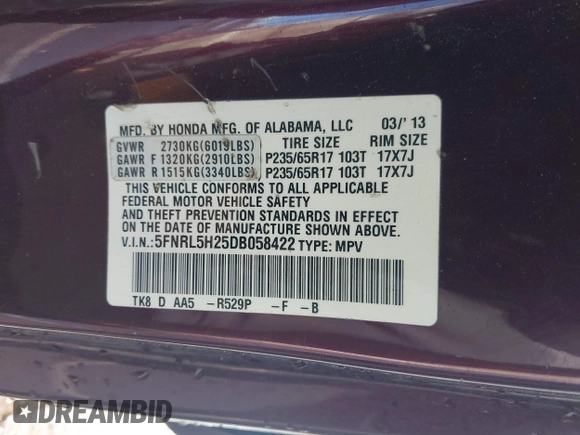 MFD. BY HONDA MFG. OF ALABAMA, LLC 03/'13
TIRE SIZE RIM SIZE
GVWR 2730KG(6019LBS)
GAWR F 1320KG(2910LBS) P235/65R17 103T 17X7J
GAWR R 1515KG(3340LBS) P235/65R17 103T 17X7J
THIS VEHICLE CONFORMS TO ALL APPLICABLE
FEDERAL MOTOR VEHICLE SAFETY
AND THEFT PREVENTION STANDARDS IN EFFECT
ON THE DATE OF MANUFACTURE SHOWN ABOVE.
V.I.N.: 5FNRL5H25DB058422 TYPE: MPV
TK8 D AA5 -R529P -F -B
DREAMBID